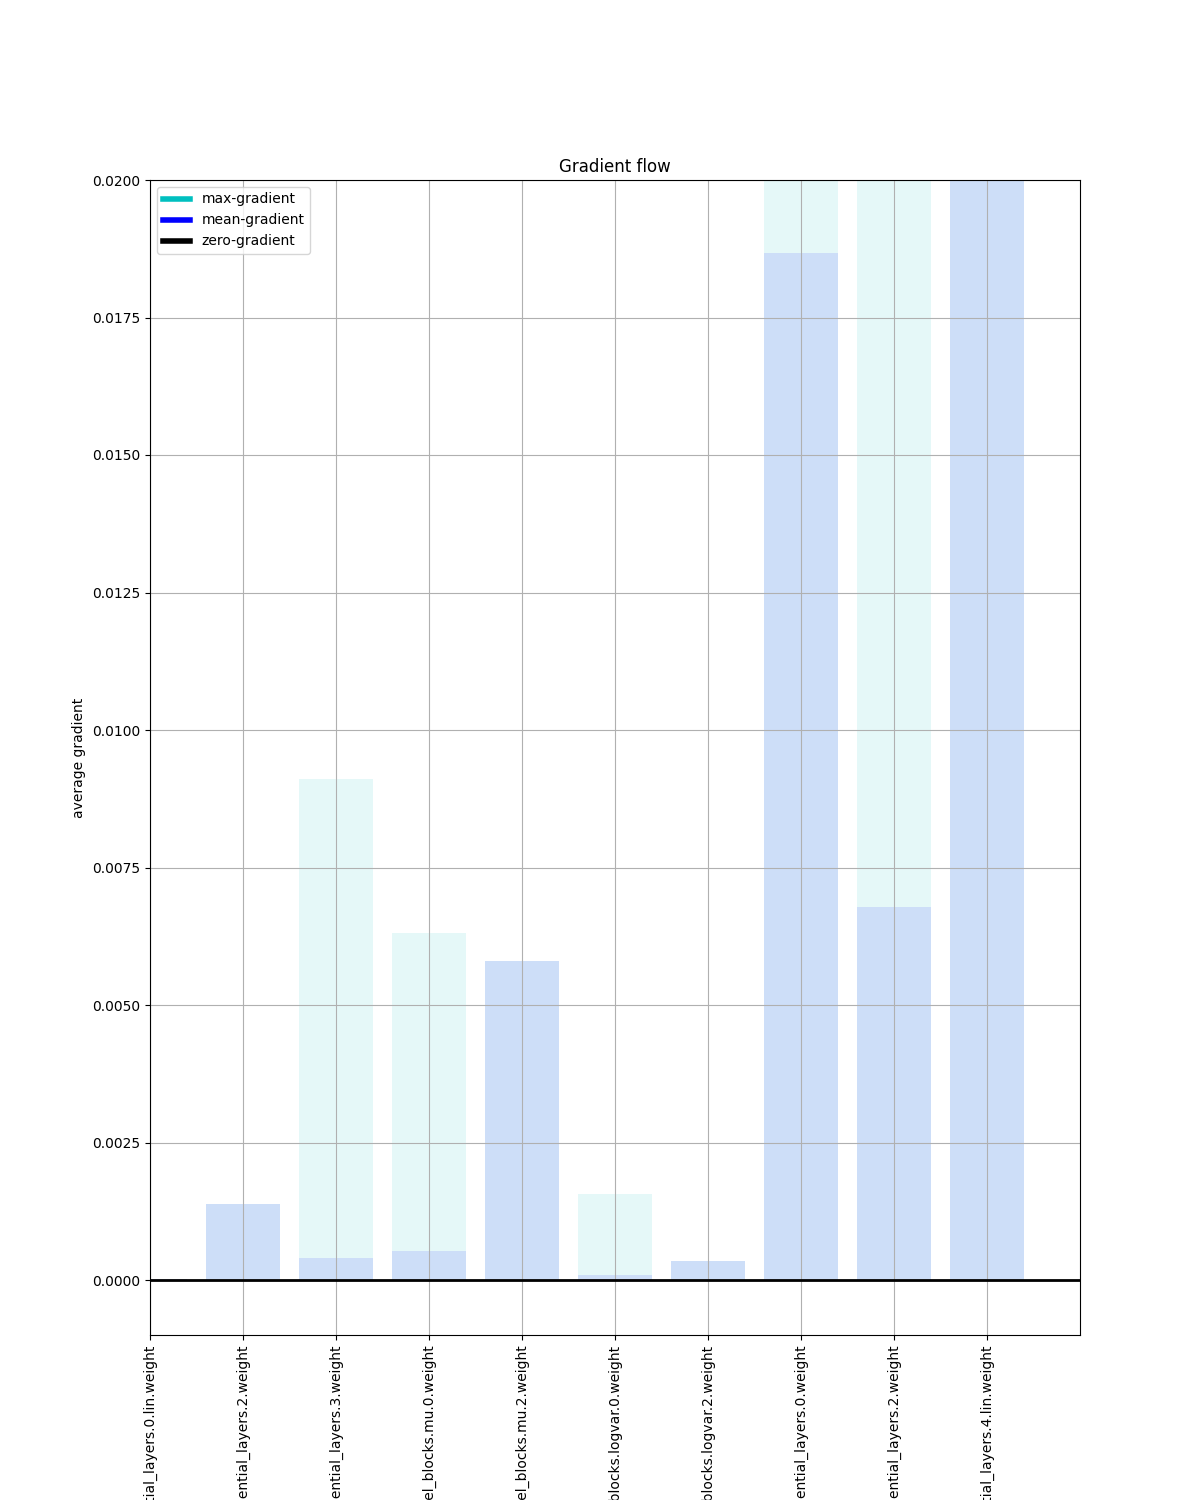 Gradient flow
max-gradient
mean-gradient
zero-gradient
0.0200
0.0175
0.0150
0.0125
0.0100
0.0075
0.0050
0.0025
0.0000
average gradient
tial_layers.0.lin.weight
ential_layers.2.weight
ential_layers.3.weight
el_blocks.mu.0.weight
el_blocks.mu.2.weight
blocks.logvar.0.weight
blocks.logvar.2.weight
ential_layers.0.weight
ential_layers.2.weight
tial_layers.4.lin.weight